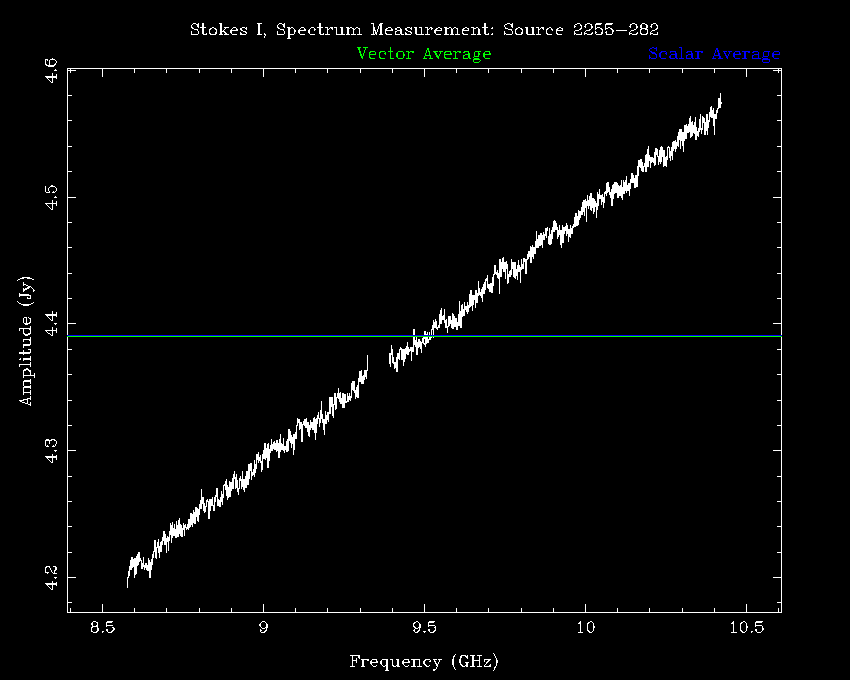 Stokes I, Spectrum Measurement: Source 2255−282
Vector Average
Scalar Average
4.6
4.5
4.4
4.3
4.2
Amplitude (Jy)
8.5 9 9.5 10 10.5
Frequency (GHz)